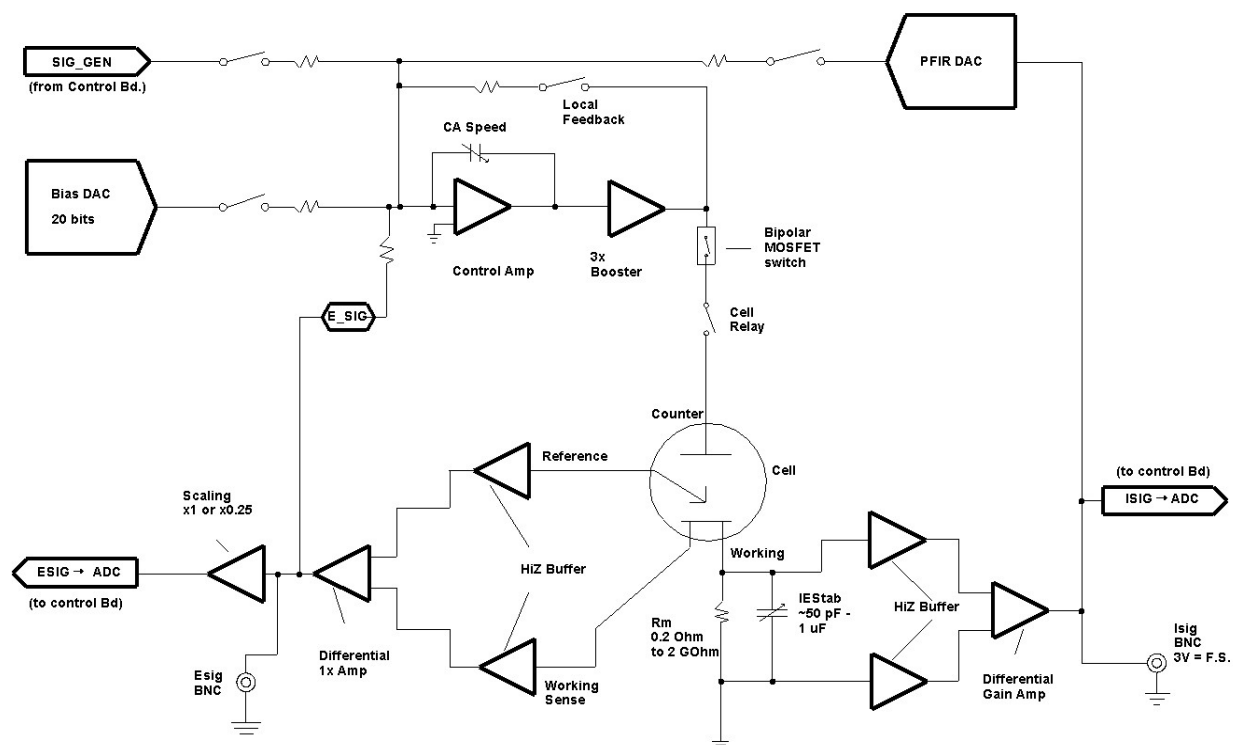 SIG_GEN
(from Control Bd.)
PFIR DAC
Local
Feedback
CA Speed
Bias DAC
20 bits
Control Amp
3x
Booster
Bipolar
MOSFET
switch
E_SIG
Cell
Relay
Counter
Reference
Cell
(to control Bd)
ISIG → ADC
Scaling
x1 or x0.25
ESIG → ADC
(to control Bd)
HiZ Buffer
Working
IEStab
~50 pF -
1 uF
HiZ Buffer
Rm
0.2 Ohm
to 2 GOhm
Esig
BNC
Differential
1x Amp
Working
Sense
Differential
Gain Amp
Isig
BNC
3V = F.S.